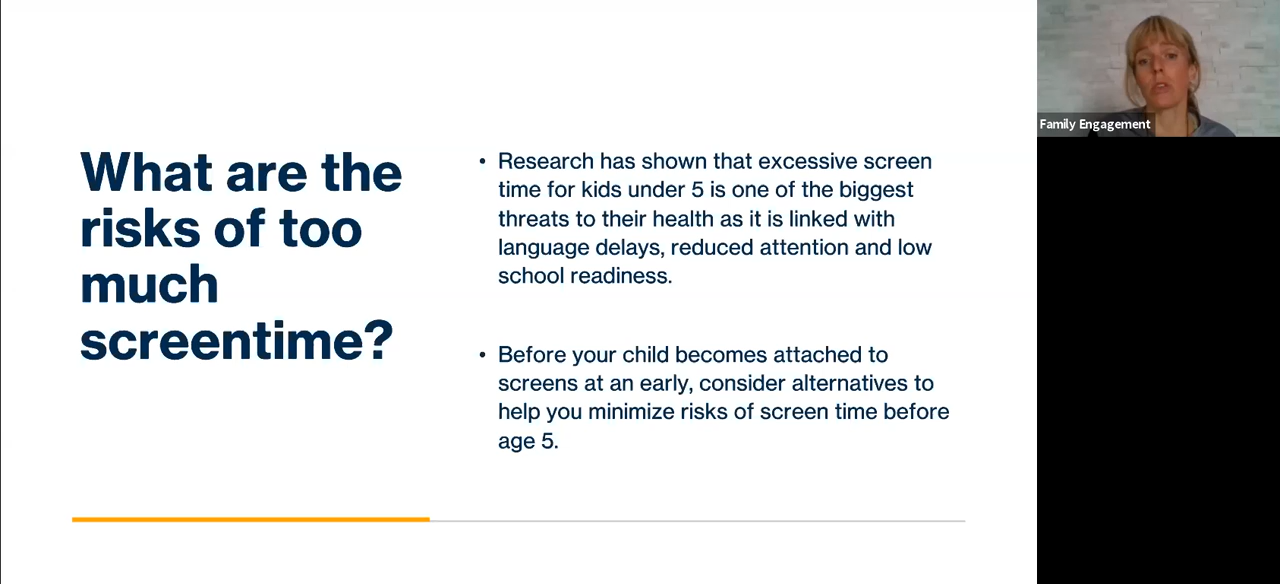 What are the
risks of too
much
screentime?
• Research has shown that excessive screen
time for kids under 5 is one of the biggest
threats to their health as it is linked with
language delays, reduced attention and low
school readiness.
• Before your child becomes attached to
screens at an early, consider alternatives to
help you minimize risks of screen time before
age 5.
Family Engagement